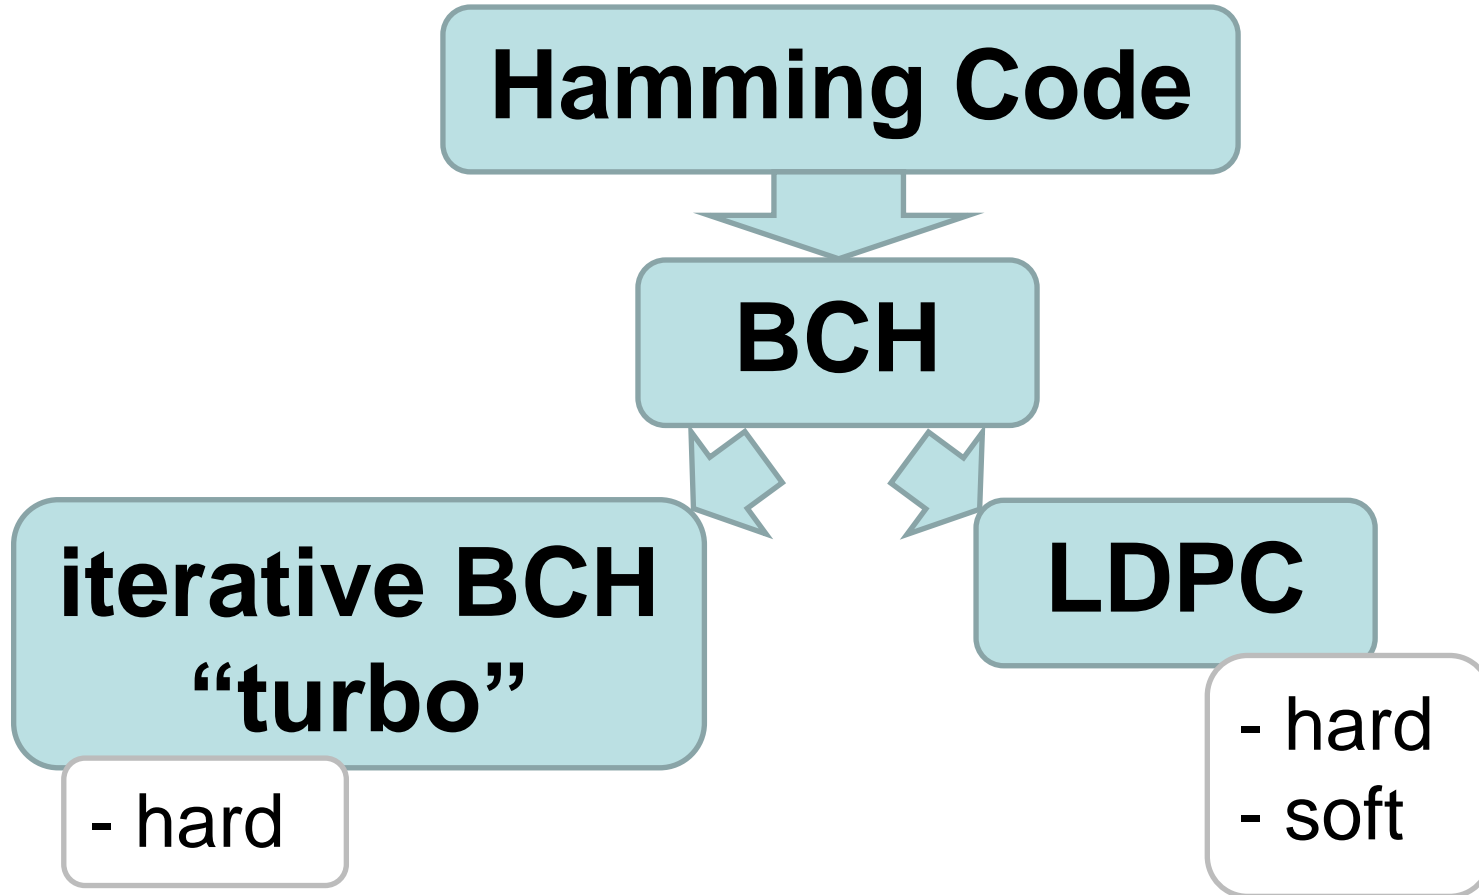 Hamming Code
BCH
iterative BCH
“turbo”
- hard
LDPC
- hard
- soft